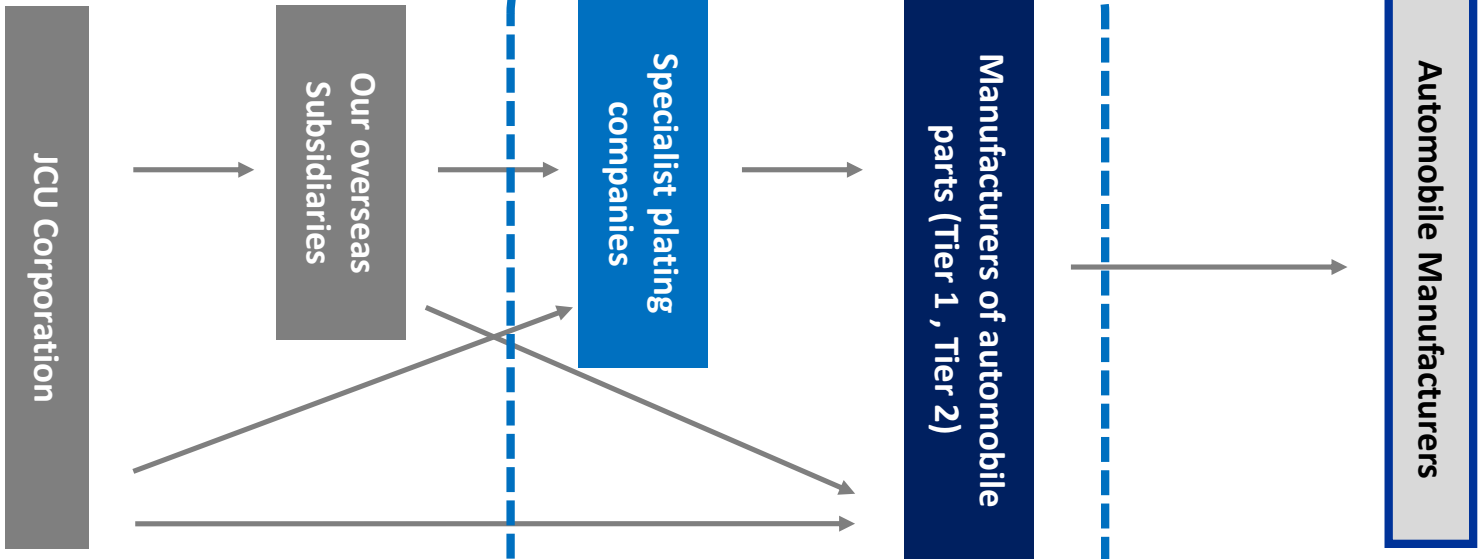 JCU Corporation
Our overseas
Subsidiaries
Specialist plating
companies
Manufacturers of automobile
parts (Tier 1 , Tier 2)
Automobile Manufacturers